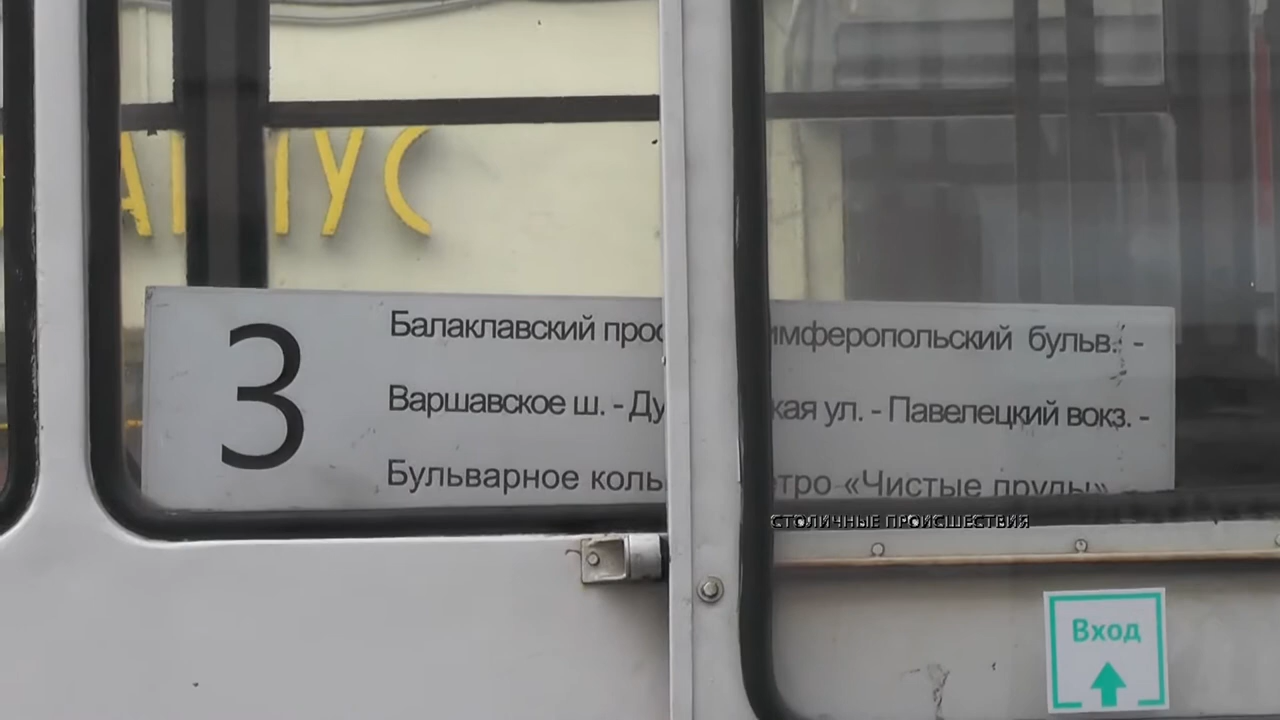 УС
3
Балаклавский прос имферопольский бульв. -
Варшавское ш. - Ду кая ул. - Павелецкий вокз. -
Бульварное коль тро «Чистые пруды»
СТОЛИЧНЫЕ ПРОИСШЕСТВИЯ
Вход